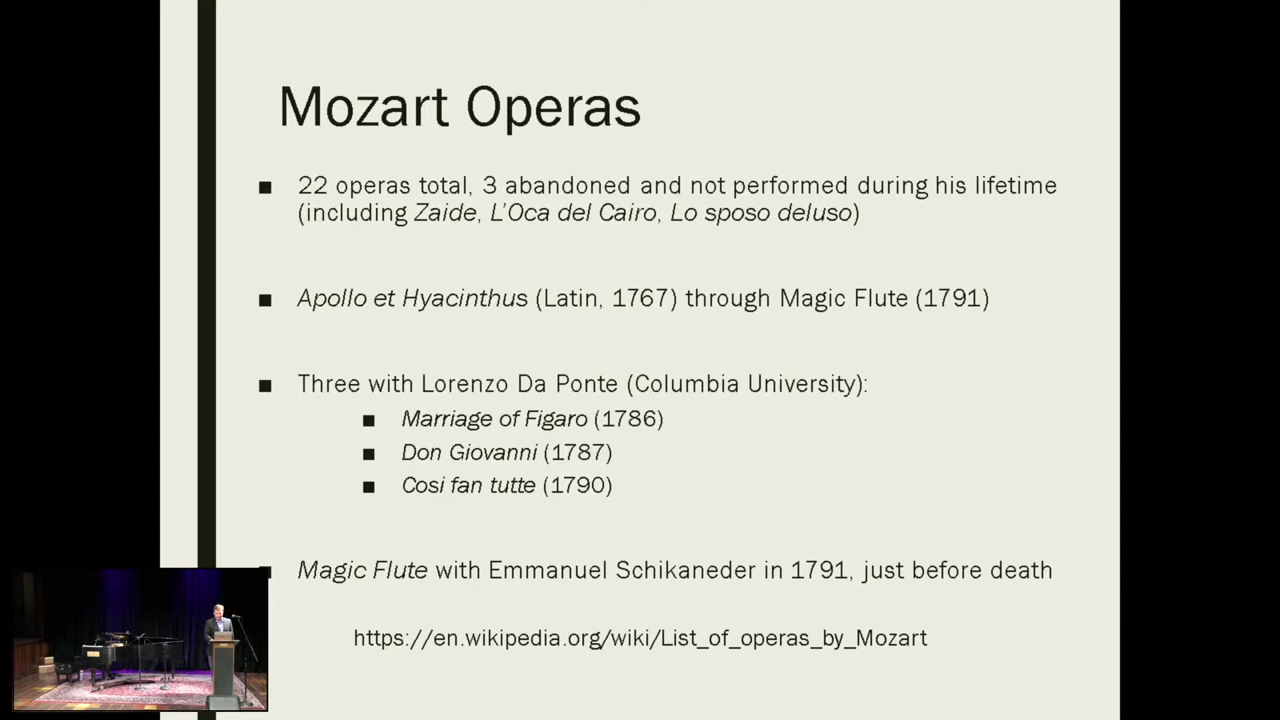 Mozart Operas
■ 22 operas total, 3 abandoned and not performed during his lifetime
(including Zaide, L'Oca del Cairo, Lo sposo deluso)
■ Apollo et Hyacinthus (Latin, 1767) through Magic Flute (1791)
■ Three with Lorenzo Da Ponte (Columbia University):
■ Marriage of Figaro (1786)
■ Don Giovanni (1787)
■ Cosi fan tutte (1790)
■ Magic Flute with Emmanuel Schikaneder in 1791, just before death
https://en.wikipedia.org/wiki/List_of_operas_by_Mozart